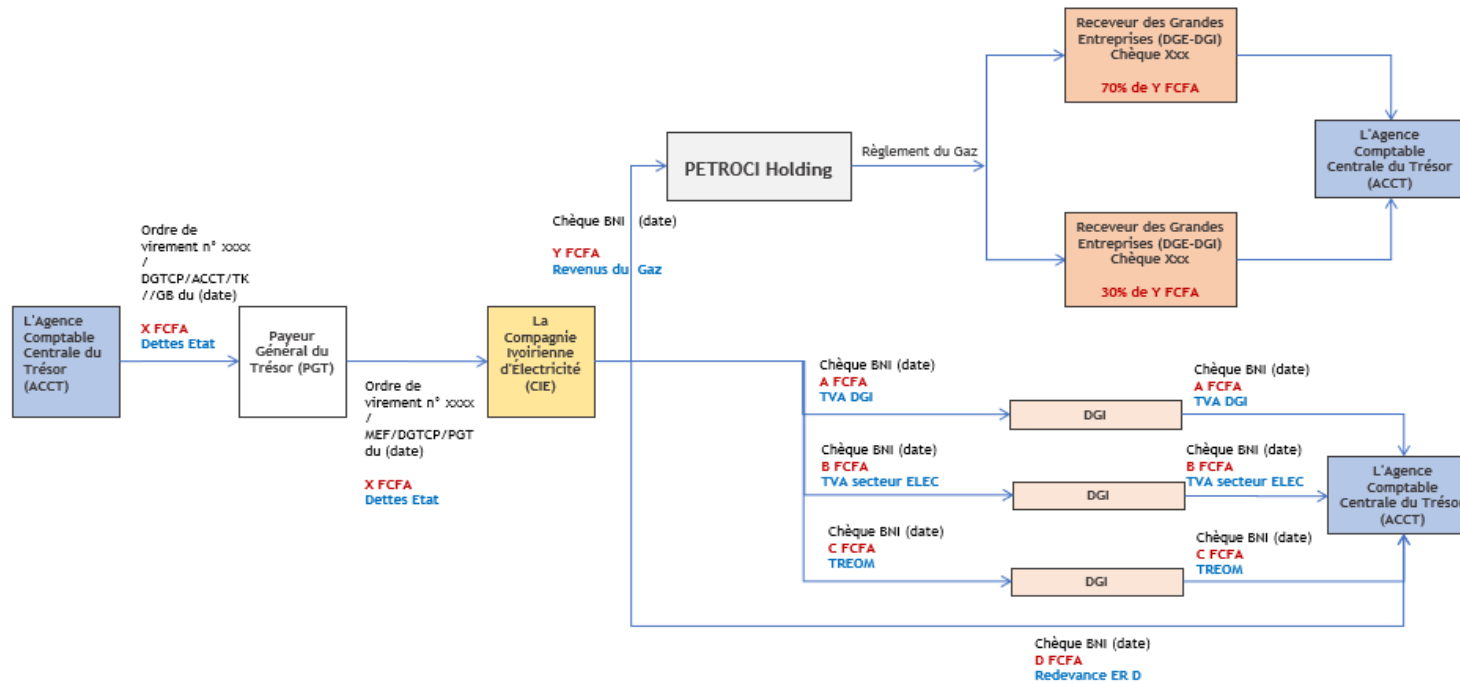 Receveur des Grandes
Entreprises (DGE-DGI)
Chèque Xxx
70% de Y FCFA
L'Agence
Comptable
Centrale du Trésor
(ACCT)
Règlement du Gaz
PETROCI Holding
Receveur des Grandes
Entreprises (DGE-DGI)
Chèque Xxx
30% de Y FCFA
Chèque BNI (date)
Y FCFA
Revenus du Gaz
Ordre de
virement n° xxxx
/
DGTCP/ACCT/TK
//GB du (date)
X FCFA
Dettes Etat
L'Agence
Comptable
Centrale du
Trésor
(ACCT)
Payeur
Général du
Trésor (PGT)
La
Compagnie
Ivoirienne
d'Électricité
(CIE)
Ordre de
virement n° xxxx
/
MEF/DGTCP/PGT
du (date)
X FCFA
Dettes Etat
Chèque BNI (date)
A FCFA
TVA DGI
DGI
Chèque BNI (date)
A FCFA
TVA DGI
Chèque BNI (date)
B FCFA
TVA secteur ELEC
DGI
Chèque BNI (date)
B FCFA
TVA secteur ELEC
L'Agence
Comptable
Centrale du Trésor
(ACCT)
Chèque BNI (date)
C FCFA
TREOM
DGI
Chèque BNI (date)
C FCFA
TREOM
Chèque BNI (date)
D FCFA
Redevance ER D